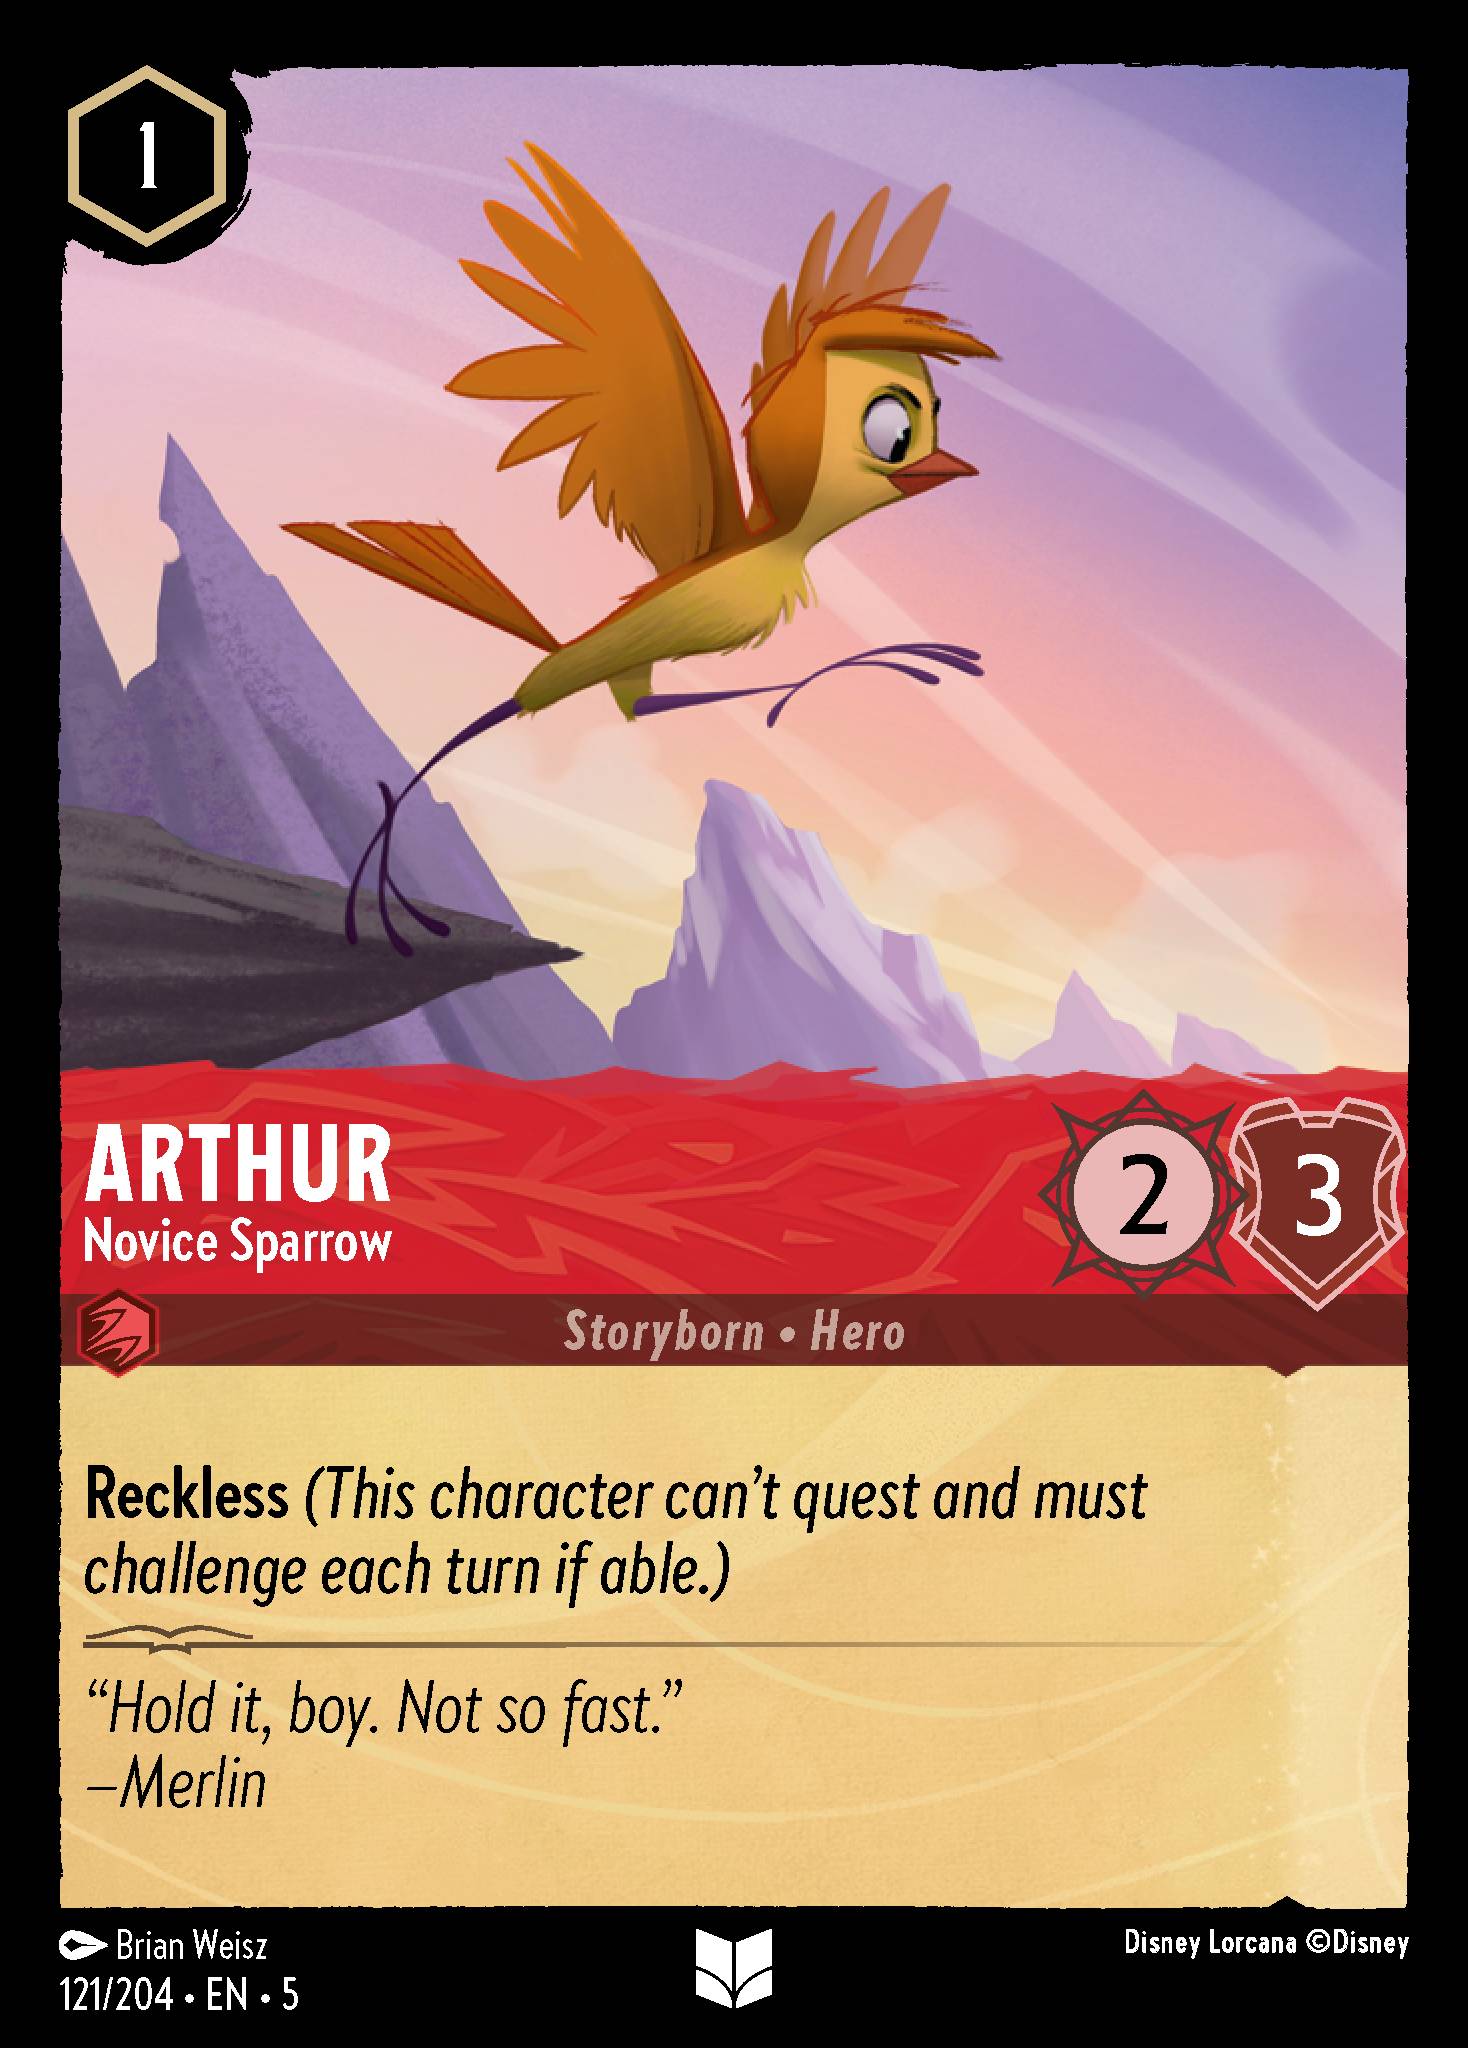 1
ARTHUR
Novice Sparrow
2
3
Storyborn • Hero
Reckless (This character can’t quest and must
challenge each turn if able.)
“Hold it, boy. Not so fast.”
–Merlin
Brian Weisz
Disney Lorcana ©Disney
121/204 • EN • 5